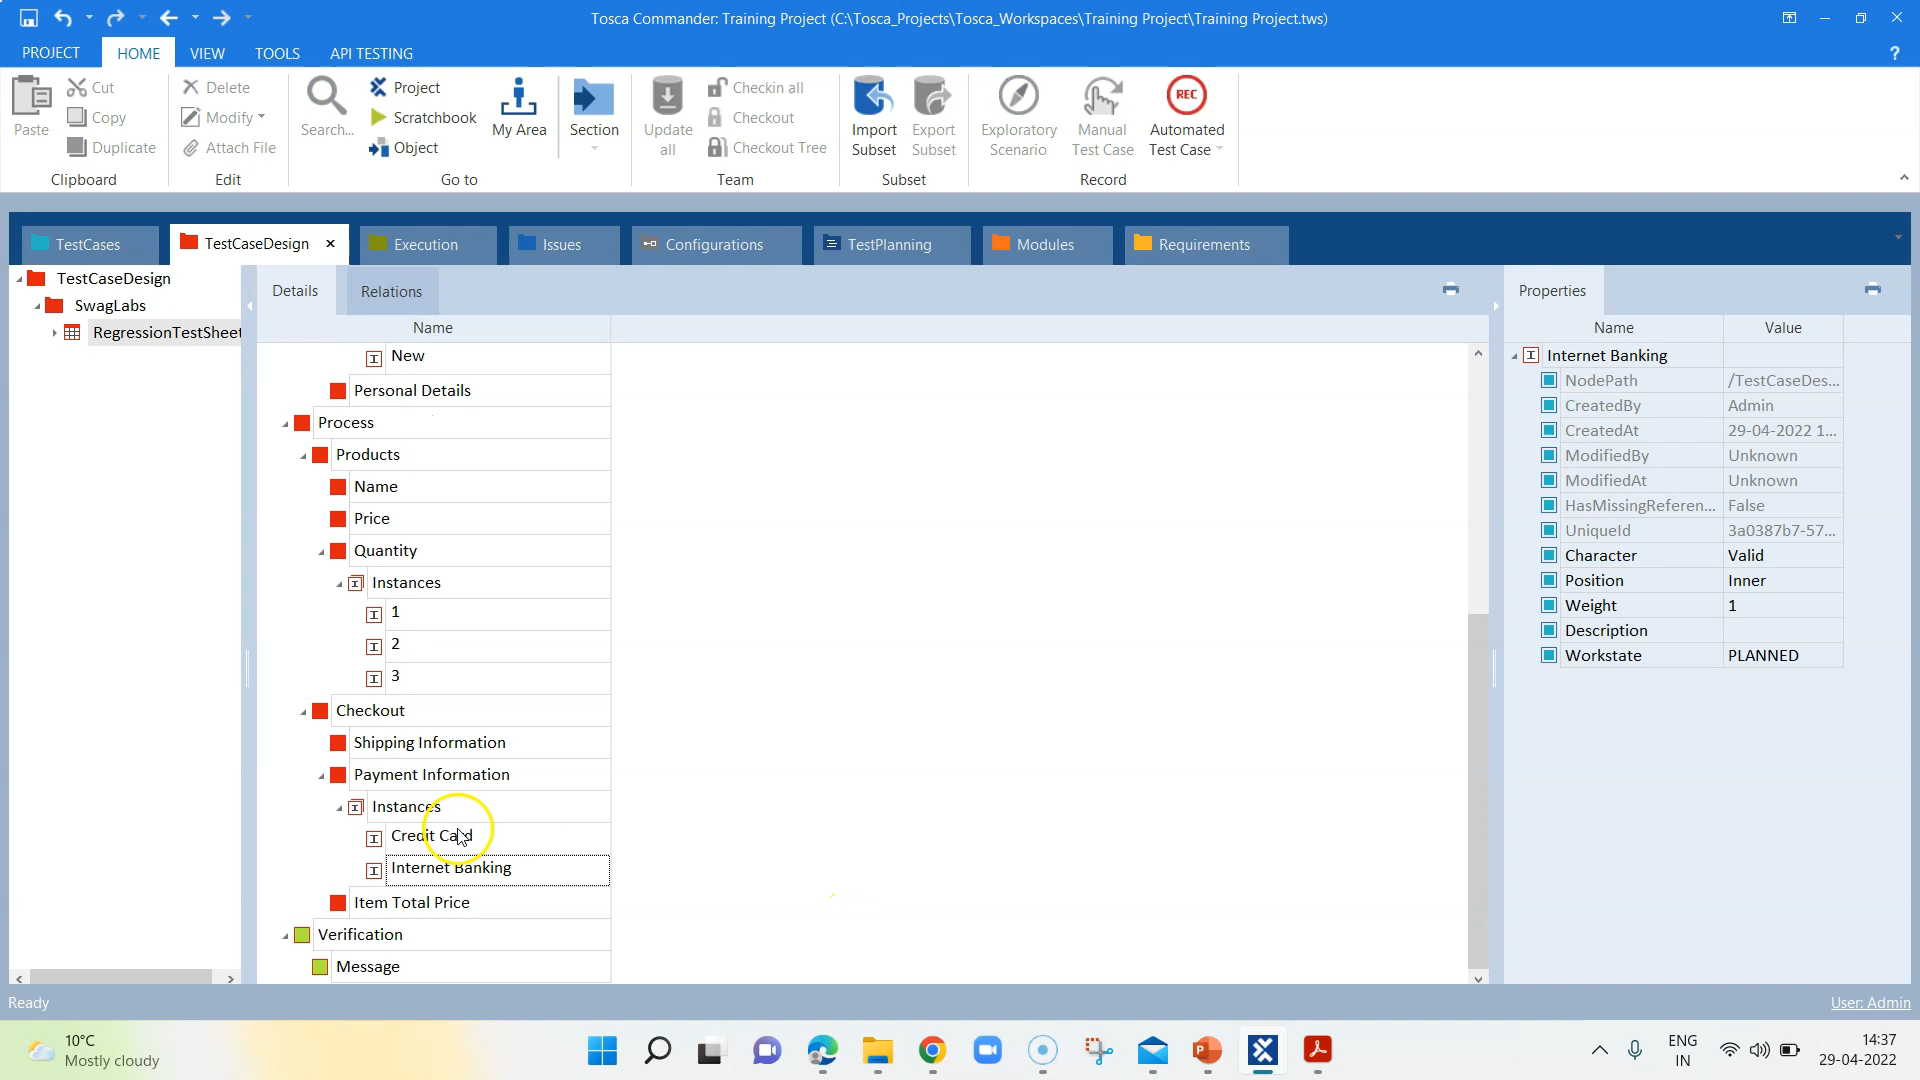 Tosca Commander: Training Project (C:\Tosca_Projects\Tosca_Workspaces\Training Project\Training Project.tws)
PROJECT HOME VIEW TOOLS API TESTING ?
Paste
Cut
Copy
Duplicate
Clipboard
Delete
Modify
Attach File
Edit
Search...
Project
Scratchbook
Object
My Area
Section
Go to
Update
all
Checkin all
Checkout
Checkout Tree
Team
Import
Subset
Export
Subset
Subset
Exploratory
Scenario
Manual
Test Case
REC
Automated
Test Case
Record
TestCases TestCaseDesign Execution Issues Configurations TestPlanning Modules Requirements
TestCaseDesign
SwagLabs
RegressionTestSheet
Details Relations
Name
New
Personal Details
Process
Products
Name
Price
Quantity
Instances
1
2
3
Checkout
Shipping Information
Payment Information
Instances
Credit Card
Internet Banking
Item Total Price
Verification
Message
Properties
Name Value
Internet Banking
NodePath /TestCaseDes...
CreatedBy Admin
CreatedAt 29-04-2022 1...
ModifiedBy Unknown
ModifiedAt Unknown
HasMissingReferen... False
UniqueId 3a0387b7-57...
Character Valid
Position Inner
Weight 1
Description
Workstate PLANNED
Ready User: Admin
10°C
Mostly cloudy
ENG
IN
14:37
29-04-2022